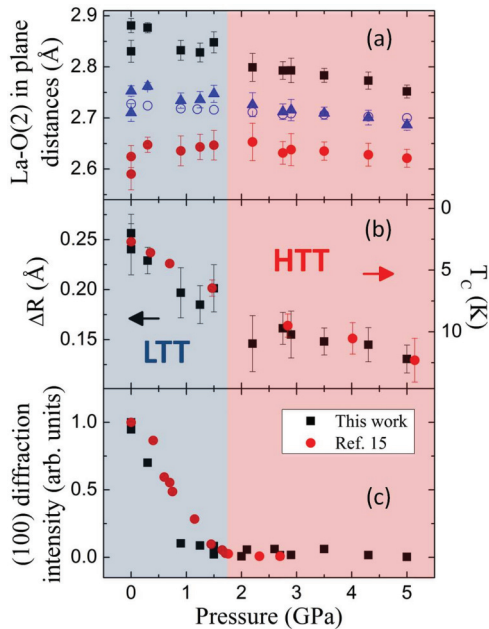 La-O(2) in plane
distances (Å)
2.9
2.8
2.7
2.6
(a)
ΔR (Å)
0.25
0.20
0.15
(b)
HTT
LTT
0
5
10
T_C (K)
(100) diffraction
intensity (arb. units)
1.0
0.5
0.0
This work
Ref. 15
(c)
0 1 2 3 4 5
Pressure (GPa)